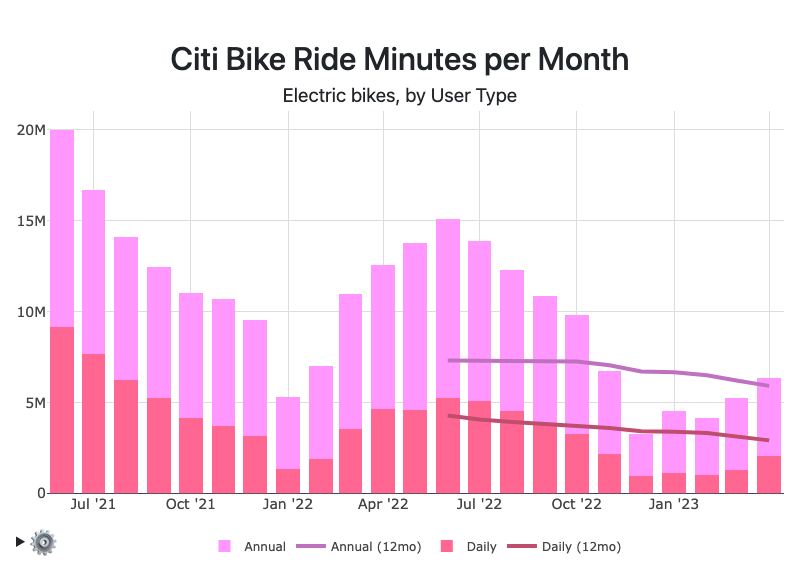 Citi Bike Ride Minutes per Month
Electric bikes, by User Type
20M
15M
10M
5M
0
Jul '21 Oct '21 Jan '22 Apr '22 Jul '22 Oct '22 Jan '23
Annual Annual (12mo) Daily Daily (12mo)